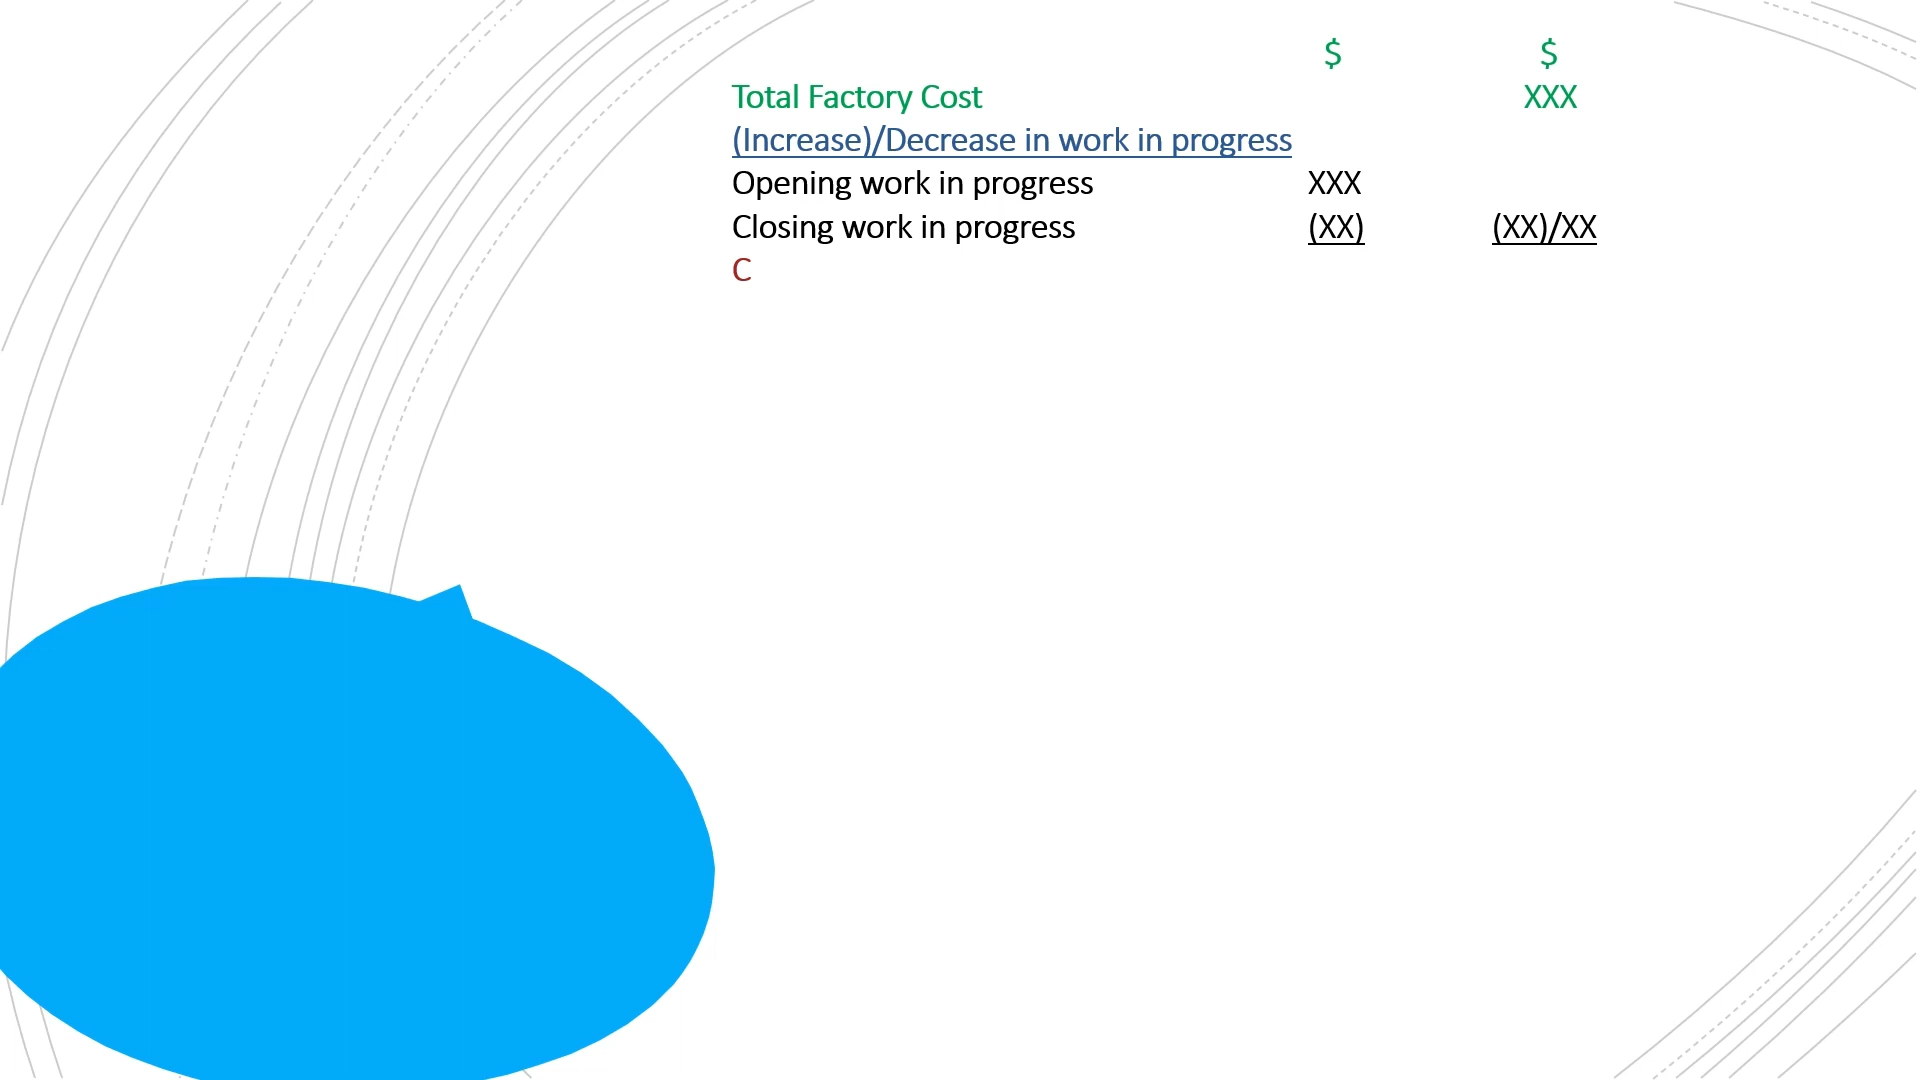 $ $
Total Factory Cost XXX
(Increase)/Decrease in work in progress
Opening work in progress XXX
Closing work in progress (XX) (XX)/XX
C